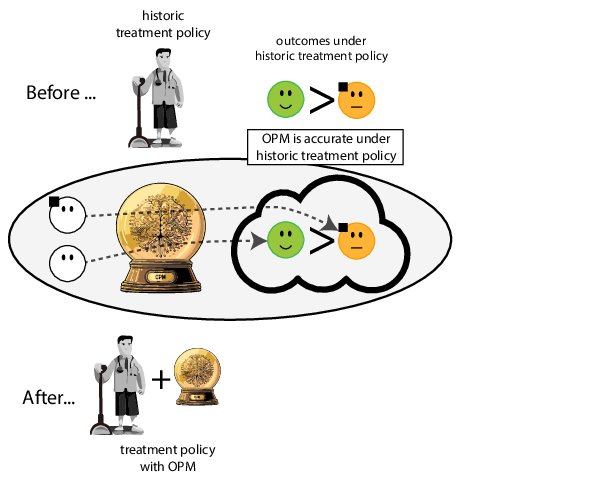 historic
treatment policy
outcomes under
historic treatment policy
Before ...
>
OPM is accurate under
historic treatment policy
OPM
>
After...
+
treatment policy
with OPM